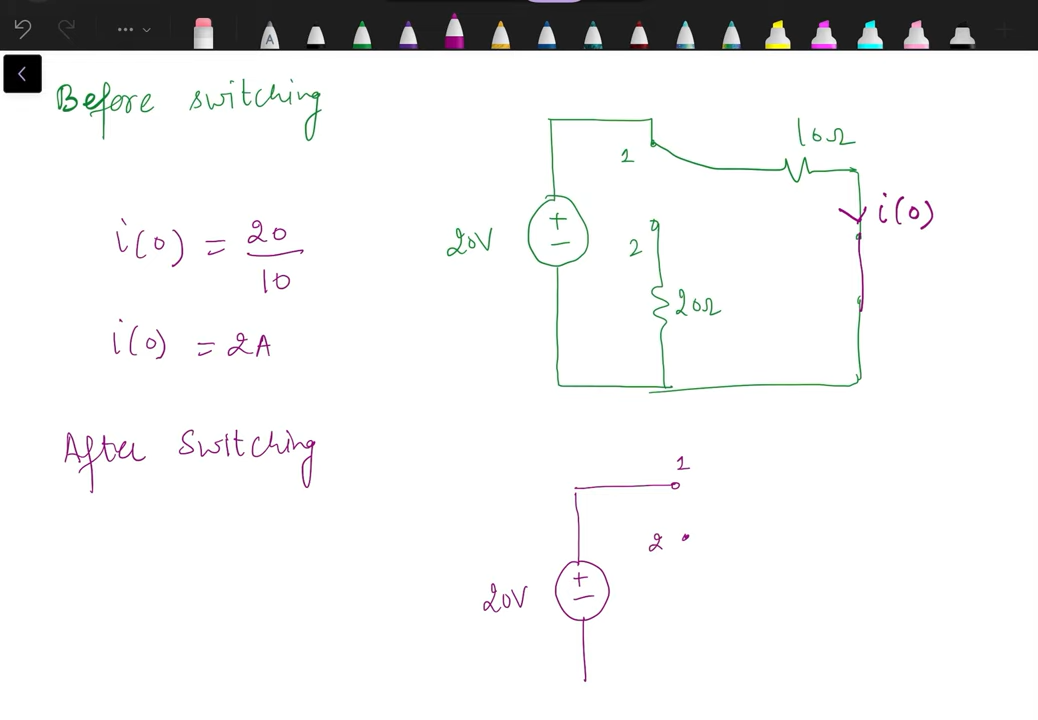 Before switching
1
10Ω
i(0)
i(0) = 20/10
20V
+
−
2
20Ω
i(0) = 2A
After Switching
1
2
20V
+
−